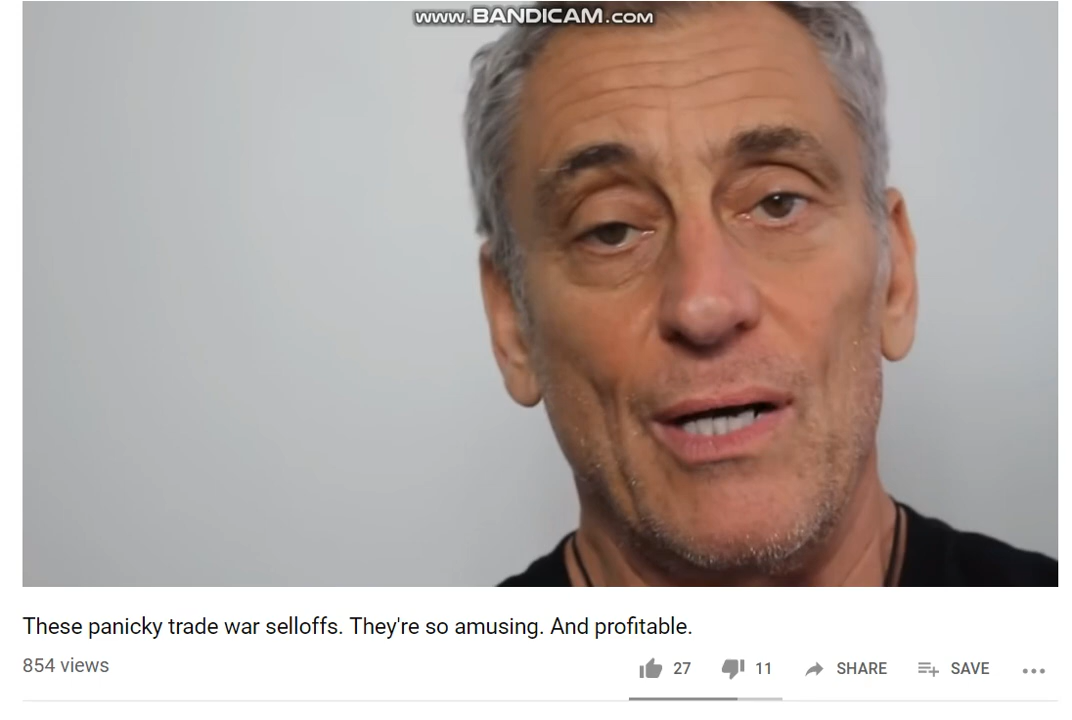 www.BANDICAM.com
These panicky trade war selloffs. They're so amusing. And profitable.
854 views
27 11 SHARE SAVE